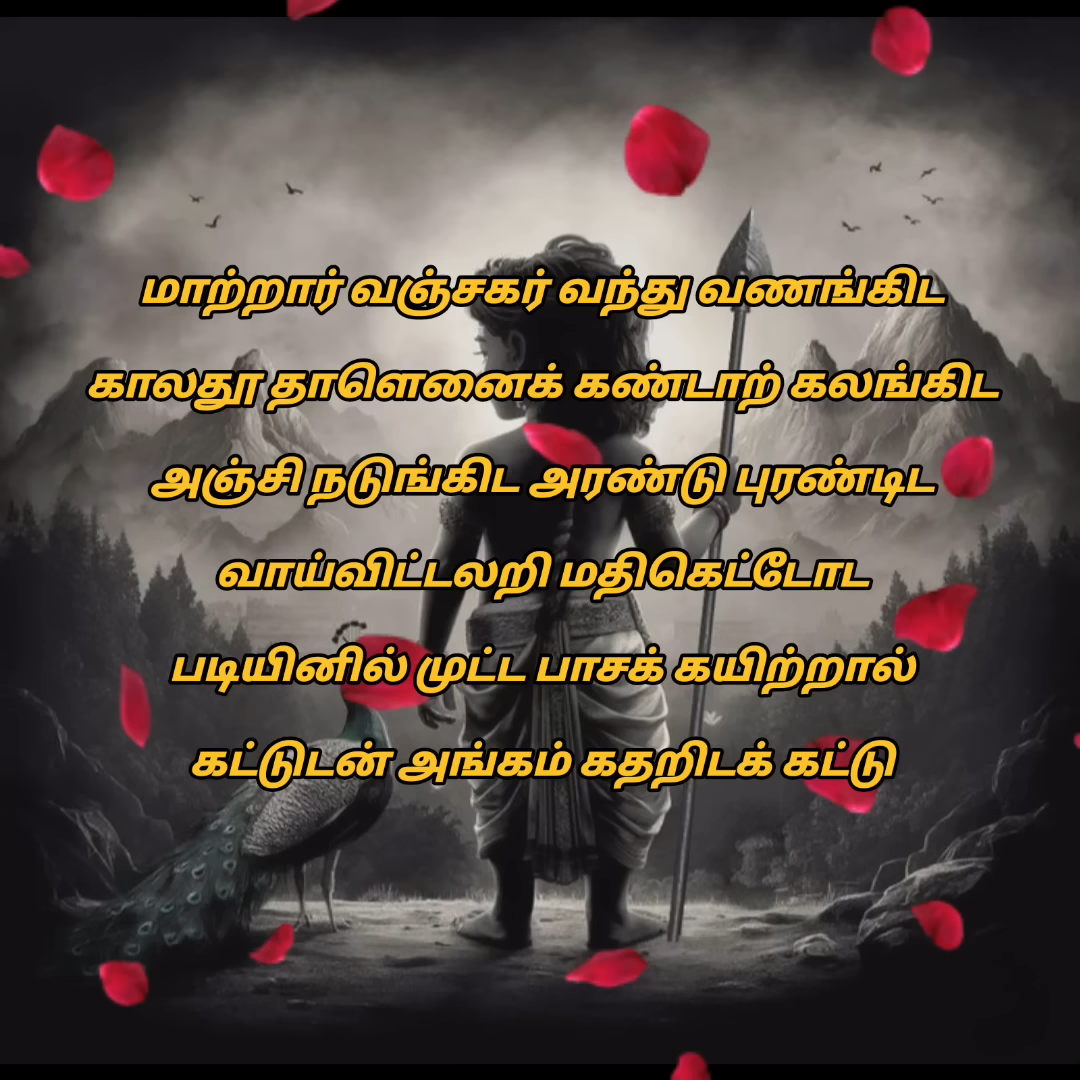 மாற்றார் வஞ்சகர் வந்து வணங்கிட
காலதூ தாளெனைக் கண்டாற் கலங்கிட
அஞ்சி நடுங்கிட அரண்டு புரண்டிட
வாய்விட்டலறி மதிகெட்டோட
படியினில் முட்ட பாசக் கயிற்றால்
கட்டுடன் அங்கம் கதறிடக் கட்டு